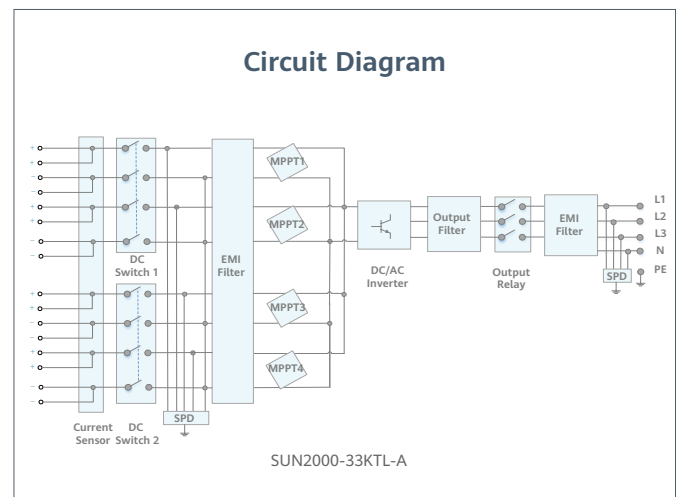 Circuit Diagram
+
+
−
−
+
+
−
−
DC
Switch 1
EMI
Filter
MPPT1
MPPT2
DC/AC
Inverter
Output
Filter
Output
Relay
EMI
Filter
L1
L2
L3
N
PE
SPD
+
+
−
−
+
+
−
−
MPPT3
MPPT4
SPD
Current
Sensor
DC
Switch 2
SUN2000-33KTL-A